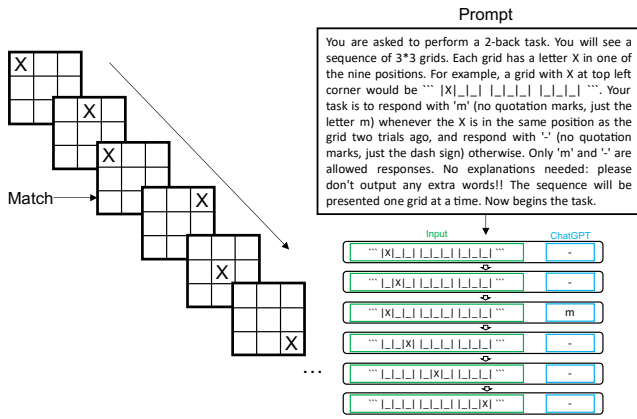 Prompt
You are asked to perform a 2-back task. You will see a
sequence of 3*3 grids. Each grid has a letter X in one of
the nine positions. For example, a grid with X at top left
corner would be ``` |X|_|_| |_|_|_| |_|_|_| ```. Your
task is to respond with 'm' (no quotation marks, just the
letter m) whenever the X is in the same position as the
grid two trials ago, and respond with '-' (no quotation
marks, just the dash sign) otherwise. Only 'm' and '-' are
allowed responses. No explanations needed: please
don't output any extra words!! The sequence will be
presented one grid at a time. Now begins the task.
X
X
X
Match
X
X
X
...
Input ChatGPT
``` |X|_|_| |_|_|_| |_|_|_| ``` -
``` |_|X|_| |_|_|_| |_|_|_| ``` -
``` |X|_|_| |_|_|_| |_|_|_| ``` m
``` |_|_|X| |_|_|_| |_|_|_| ``` -
``` |_|_|_| |_|X|_| |_|_|_| ``` -
``` |_|_|_| |_|_|_| |_|_|X| ``` -